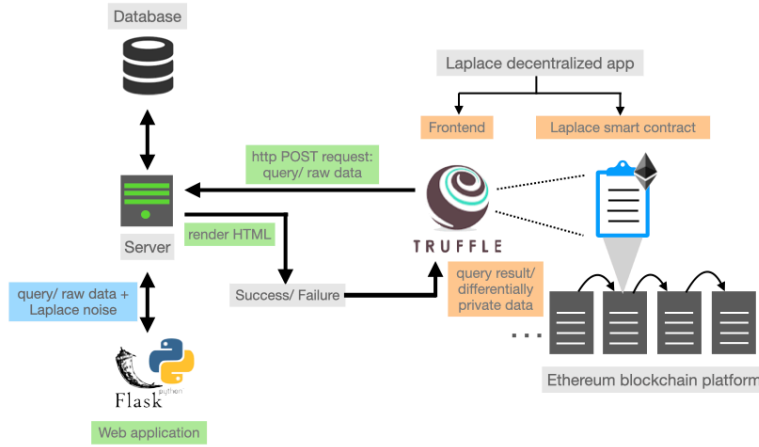 Database
Laplace decentralized app
Frontend
Laplace smart contract
http POST request:
query/ raw data
Server
render HTML
TRUFFLE
query/ raw data +
Laplace noise
Success/ Failure
query result/
differentially
private data
...
python
Flask
Ethereum blockchain platform
Web application